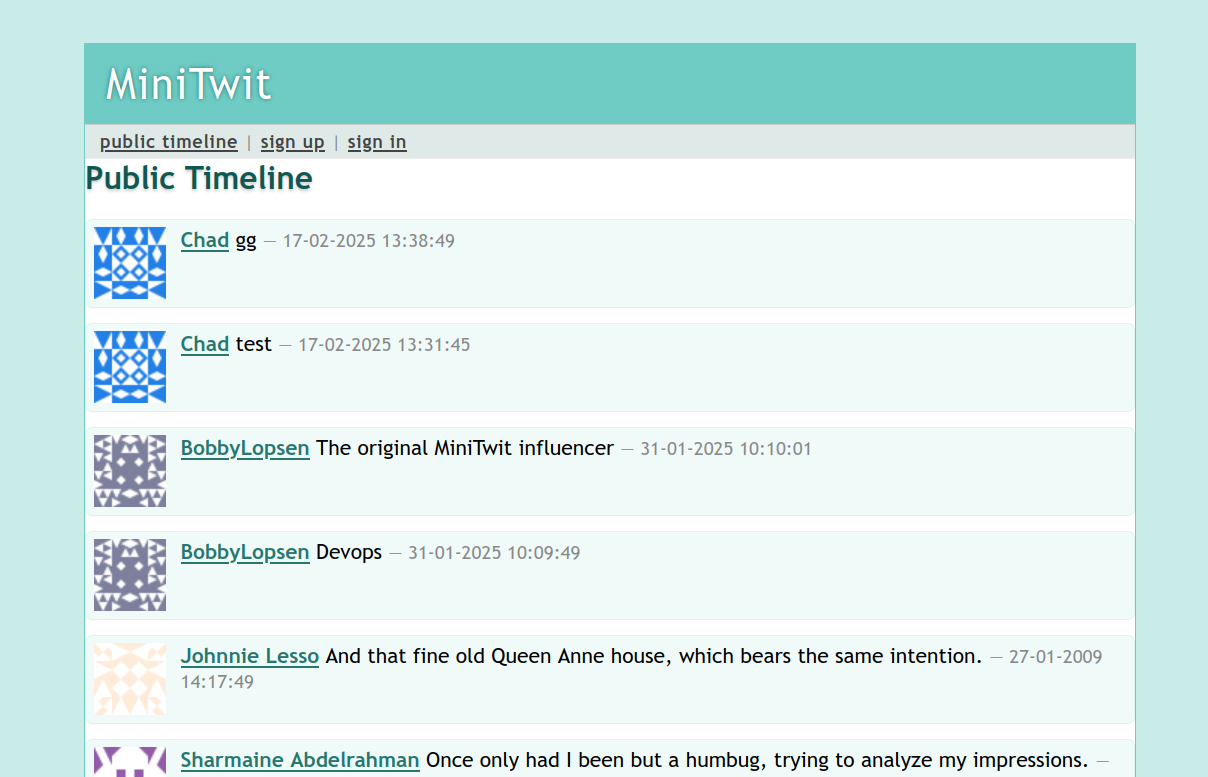 MiniTwit
public timeline | sign up | sign in
Public Timeline
Chad gg — 17-02-2025 13:38:49
Chad test — 17-02-2025 13:31:45
BobbyLopsen The original MiniTwit influencer — 31-01-2025 10:10:01
BobbyLopsen Devops — 31-01-2025 10:09:49
Johnnie Lesso And that fine old Queen Anne house, which bears the same intention. — 27-01-2009
14:17:49
Sharmaine Abdelrahman Once only had I been but a humbug, trying to analyze my impressions. —